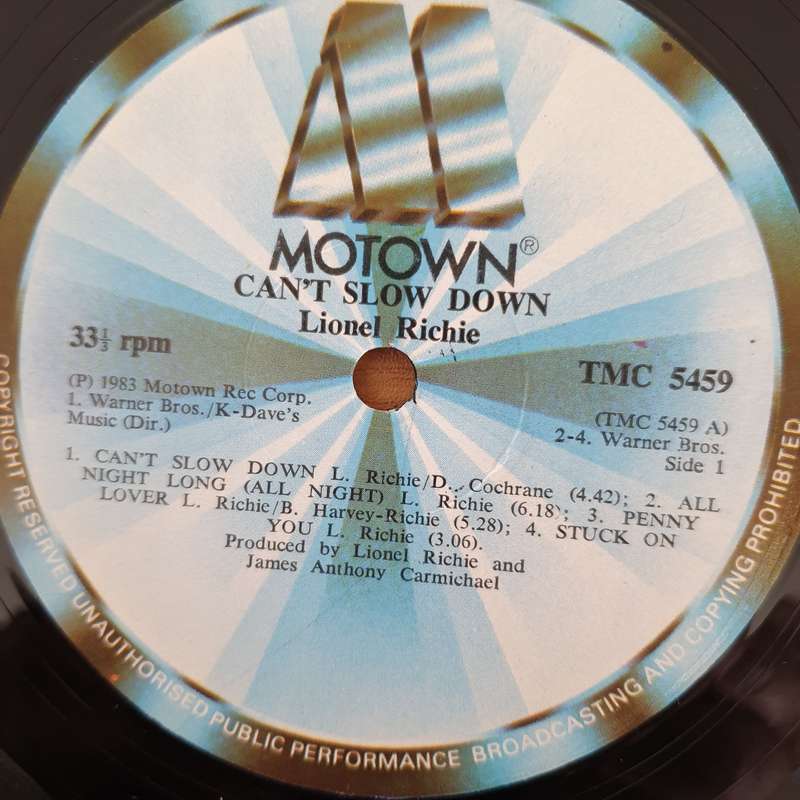 MOTOWN®
CAN'T SLOW DOWN
Lionel Richie
33⅓ rpm
TMC 5459
(P) 1983 Motown Rec Corp.
1. Warner Bros./K-Dave's
Music (Dir.)
(TMC 5459 A)
2-4. Warner Bros.
Side 1
1. CAN'T SLOW DOWN L. Richie/D. Cochrane (4.42); 2. ALL
NIGHT LONG (ALL NIGHT) L. Richie (6.18); 3. PENNY
LOVER L. Richie/B. Harvey-Richie (5.28); 4. STUCK ON
YOU L. Richie (3.06).
Produced by Lionel Richie and
James Anthony Carmichael
COPYRIGHT RESERVED UNAUTHORISED PUBLIC PERFORMANCE BROADCASTING AND COPYING PROHIBITED